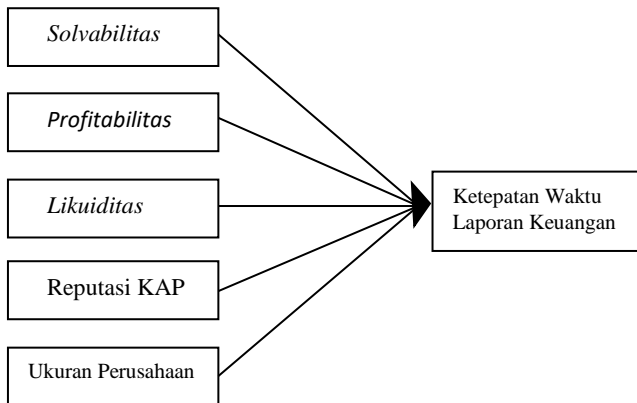 Solvabilitas
Profitabilitas
Likuiditas
Ketepatan Waktu
Laporan Keuangan
Reputasi KAP
Ukuran Perusahaan